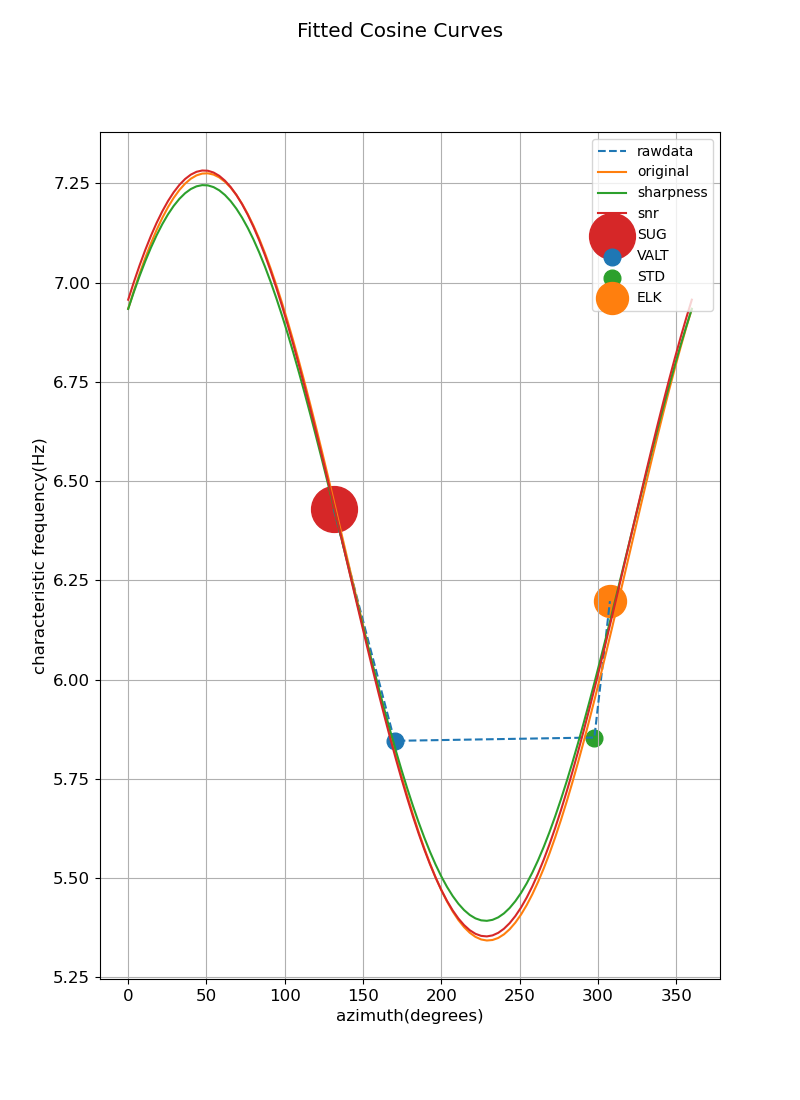 Fitted Cosine Curves
7.25
7.00
6.75
6.50
6.25
6.00
5.75
5.50
5.25
characteristic frequency(Hz)
rawdata
original
sharpness
snr
SUG
VALT
STD
ELK
0 50 100 150 200 250 300 350
azimuth(degrees)